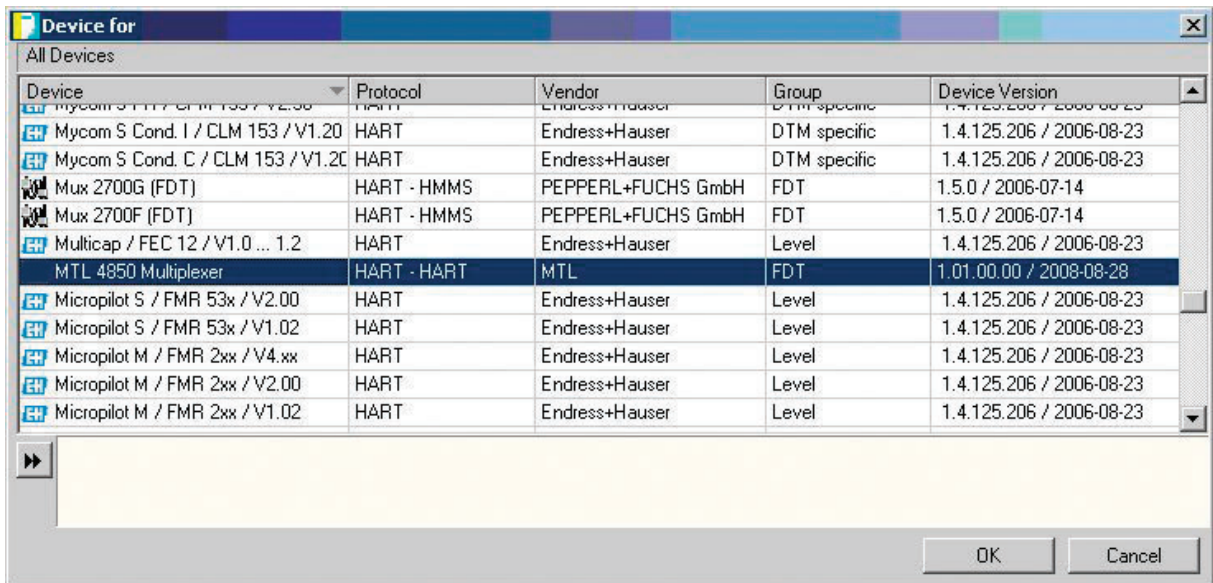 Device for
All Devices
Device Protocol Vendor Group Device Version
Mycom S Cond. I / CLM 153 / V1.20 HART Endress+Hauser DTM specific 1.4.125.206 / 2006-08-23
Mycom S Cond. C / CLM 153 / V1.20 HART Endress+Hauser DTM specific 1.4.125.206 / 2006-08-23
Mux 2700G (FDT) HART - HMMS PEPPERL+FUCHS GmbH FDT 1.5.0 / 2006-07-14
Mux 2700F (FDT) HART - HMMS PEPPERL+FUCHS GmbH FDT 1.5.0 / 2006-07-14
Multicap / FEC 12 / V1.0 ... 1.2 HART Endress+Hauser Level 1.4.125.206 / 2006-08-23
MTL 4850 Multiplexer HART - HART MTL FDT 1.01.00.00 / 2008-08-28
Micropilot S / FMR 53x / V2.00 HART Endress+Hauser Level 1.4.125.206 / 2006-08-23
Micropilot S / FMR 53x / V1.02 HART Endress+Hauser Level 1.4.125.206 / 2006-08-23
Micropilot M / FMR 2xx / V4.xx HART Endress+Hauser Level 1.4.125.206 / 2006-08-23
Micropilot M / FMR 2xx / V2.00 HART Endress+Hauser Level 1.4.125.206 / 2006-08-23
Micropilot M / FMR 2xx / V1.02 HART Endress+Hauser Level 1.4.125.206 / 2006-08-23
OK Cancel